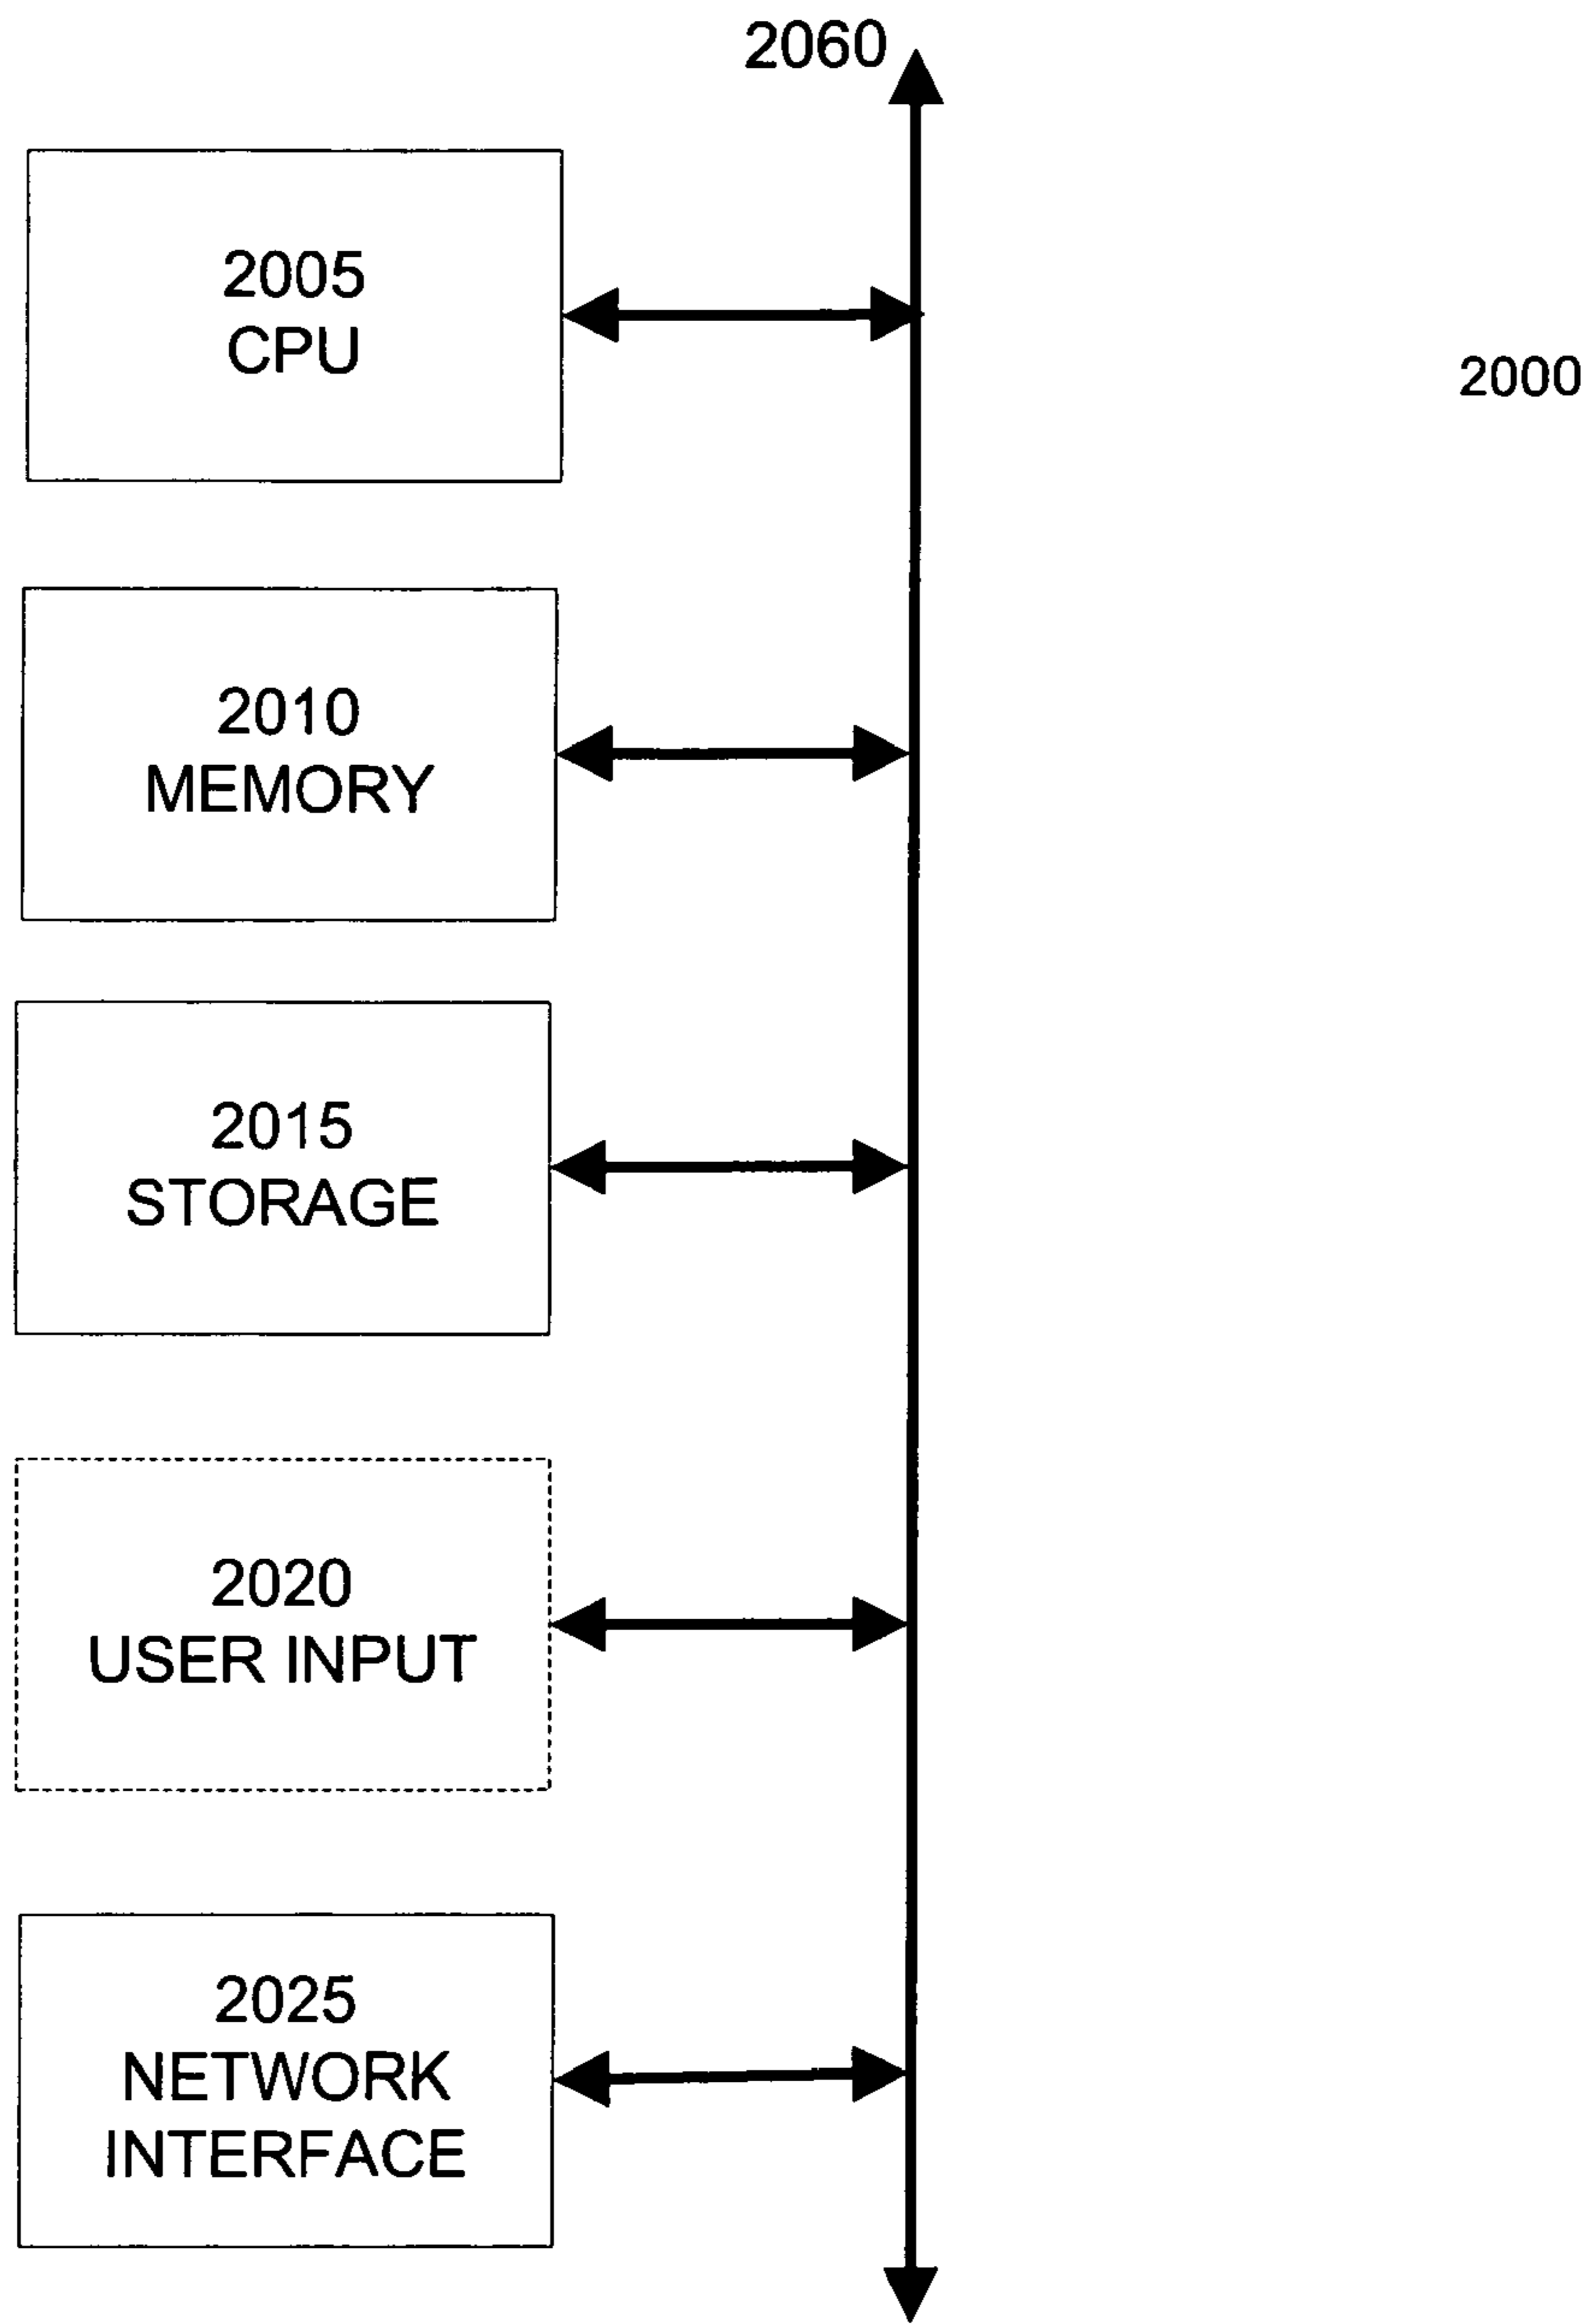 2060
2005
CPU
2000
2010
MEMORY
2015
STORAGE
2020
USER INPUT
2025
NETWORK
INTERFACE